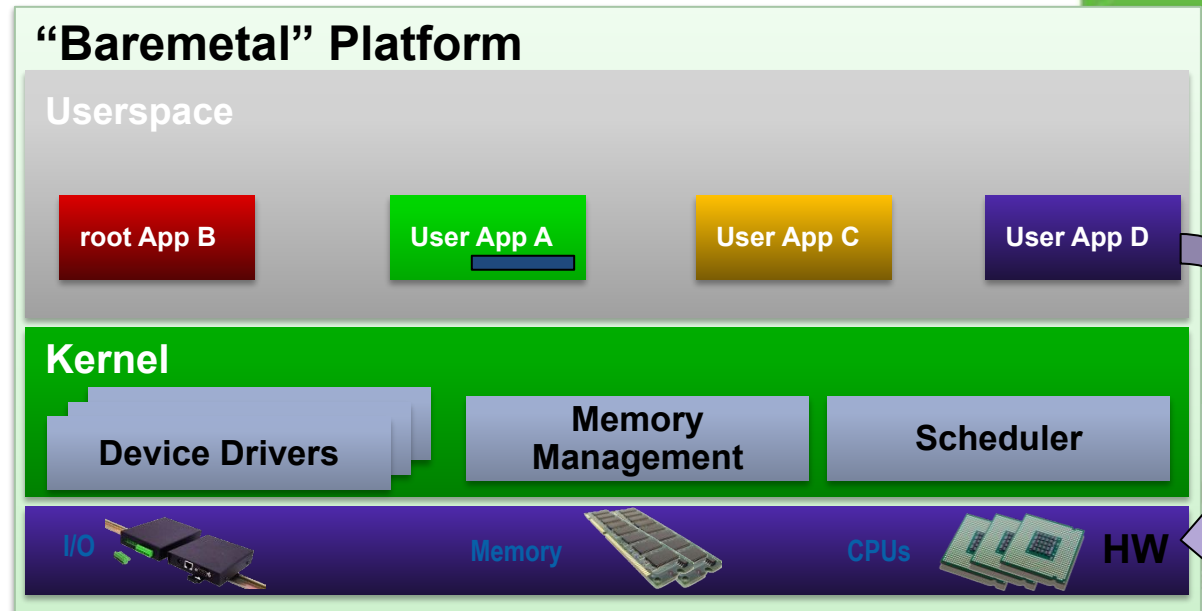 “Baremetal” Platform
Userspace
root App B
User App A
User App C
User App D
Kernel
Device Drivers
Memory
Management
Scheduler
I/O
Memory
CPUs
HW